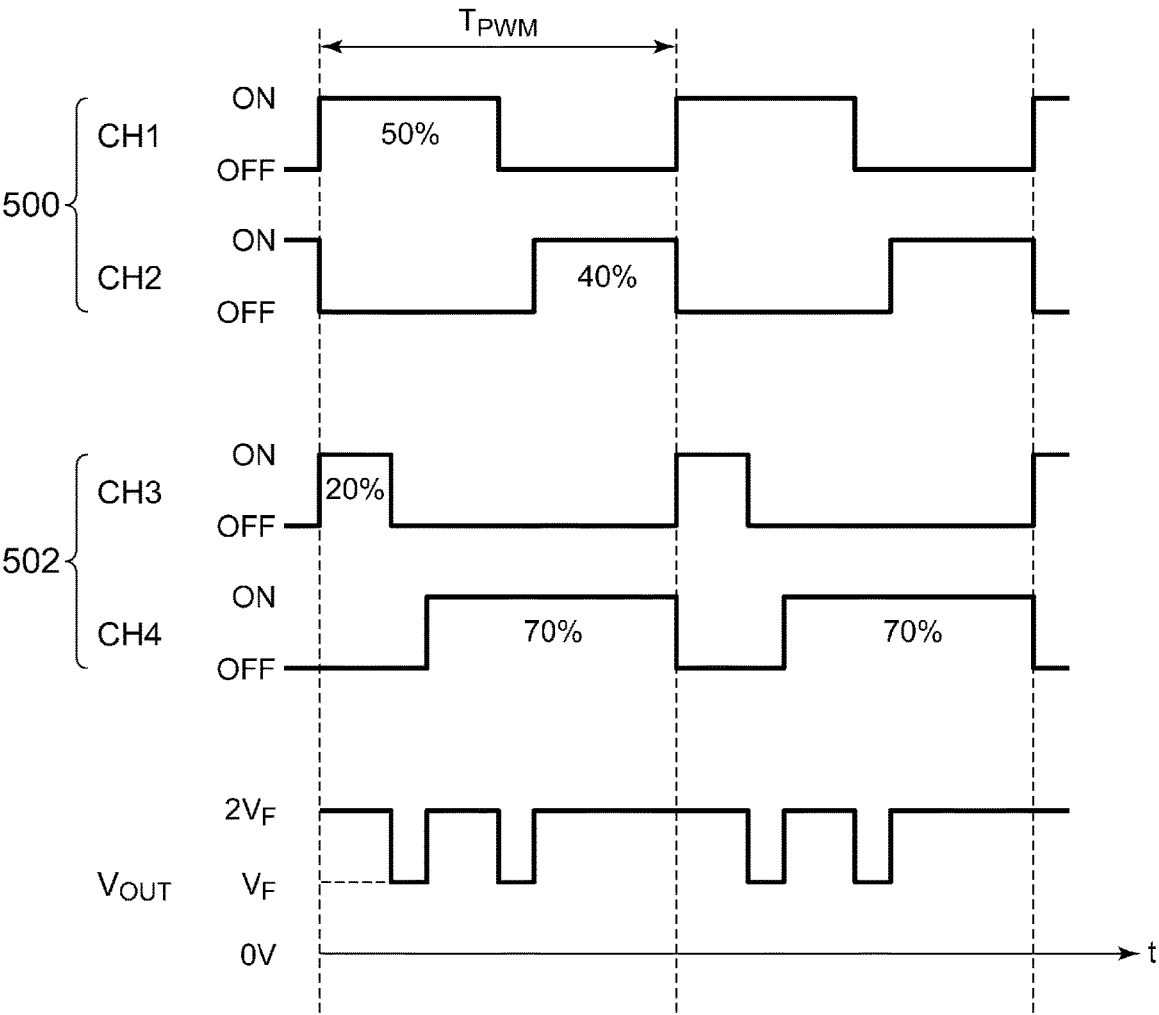 T_PWM
ON
CH1
50%
OFF
500
ON
CH2
40%
OFF
ON
CH3
20%
OFF
502
ON
CH4
70%
70%
OFF
2V_F
V_OUT
V_F
0V
t